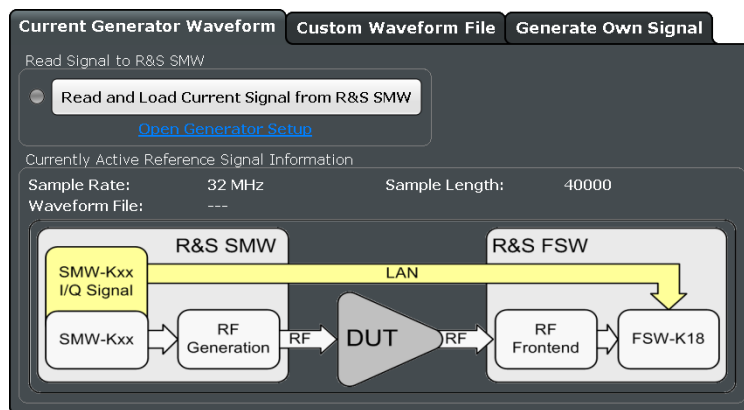 Current Generator Waveform Custom Waveform File Generate Own Signal
Read Signal to R&S SMW
Read and Load Current Signal from R&S SMW
Open Generator Setup
Currently Active Reference Signal Information
Sample Rate: 32 MHz Sample Length: 40000
Waveform File: ---
R&S SMW R&S FSW
SMW-Kxx
I/Q Signal
LAN
SMW-Kxx
RF
Generation
RF
DUT
RF
RF
Frontend
FSW-K18